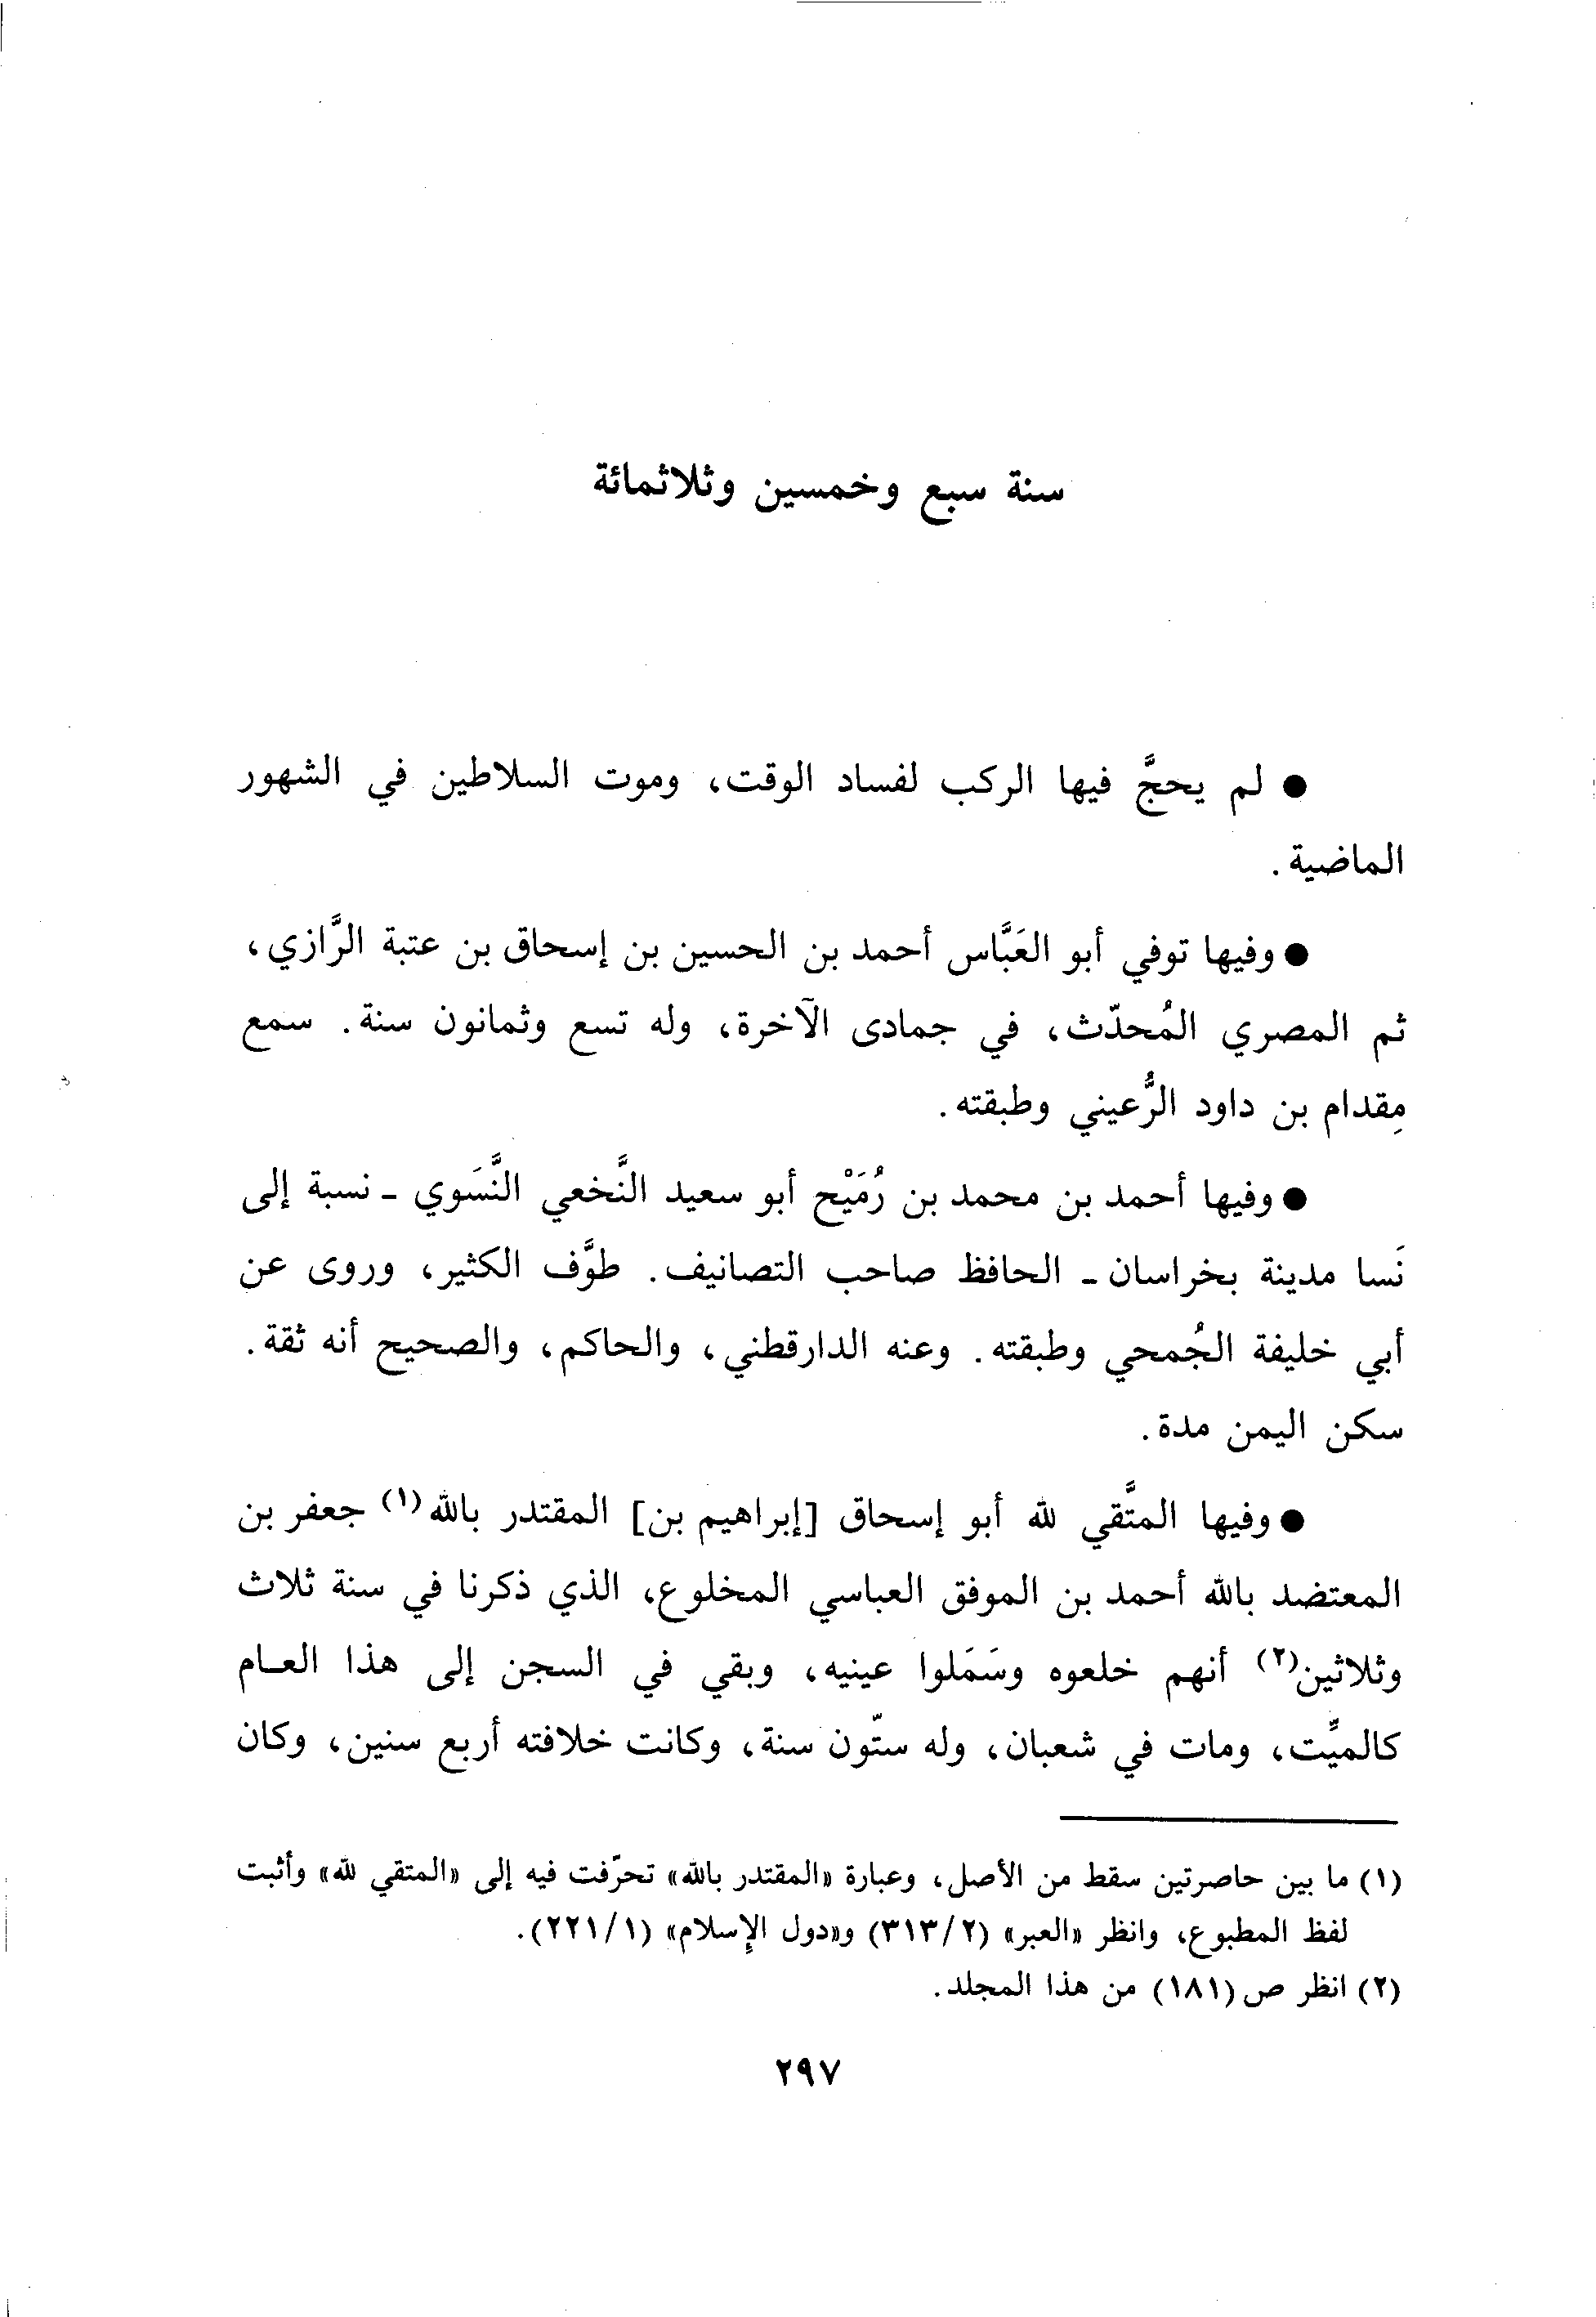 سنة سبع وخمسين وثلاثمائة
● لم يحجَّ فيها الركب لفساد الوقت، وموت السلاطين في الشهور
الماضية.
● وفيها توفي أبو العَبَّاس أحمد بن الحسين بن إسحاق بن عتبة الرَّازي،
ثم المصري المُحدّث، في جمادى الآخرة، وله تسع وثمانون سنة. سمع
مِقدام بن داود الرُّعيني وطبقته.
● وفيها أحمد بن محمد بن رُمَيْح أبو سعيد النَّخعي النَّسَوي - نسبة إلى
نَسا مدينة بخراسان - الحافظ صاحب التصانيف. طوَّف الكثير، وروى عن
أبي خليفة الجُمحي وطبقته. وعنه الدارقطني، والحاكم، والصحيح أنه ثقة.
سكن اليمن مدة.
● وفيها المتَّقي لله أبو إسحاق [إبراهيم بن] المقتدر بالله(١) جعفر بن
المعتضد بالله أحمد بن الموفق العباسي المخلوع، الذي ذكرنا في سنة ثلاث
وثلاثين(٢) أنهم خلعوه وسَمَلوا عينيه، وبقي في السجن إلى هذا العـام
كالميِّت، ومات في شعبان، وله ستّون سنة، وكانت خلافته أربع سنين، وكان
(١) ما بين حاصرتين سقط من الأصل، وعبارة «المقتدر بالله» تحرّفت فيه إلى «المتقي لله» وأثبت
لفظ المطبوع، وانظر «العبر» (٣١٣/٢) و«دول الإسلام» (٢٢١/١).
(٢) انظر ص (١٨١) من هذا المجلد.
٢٩٧